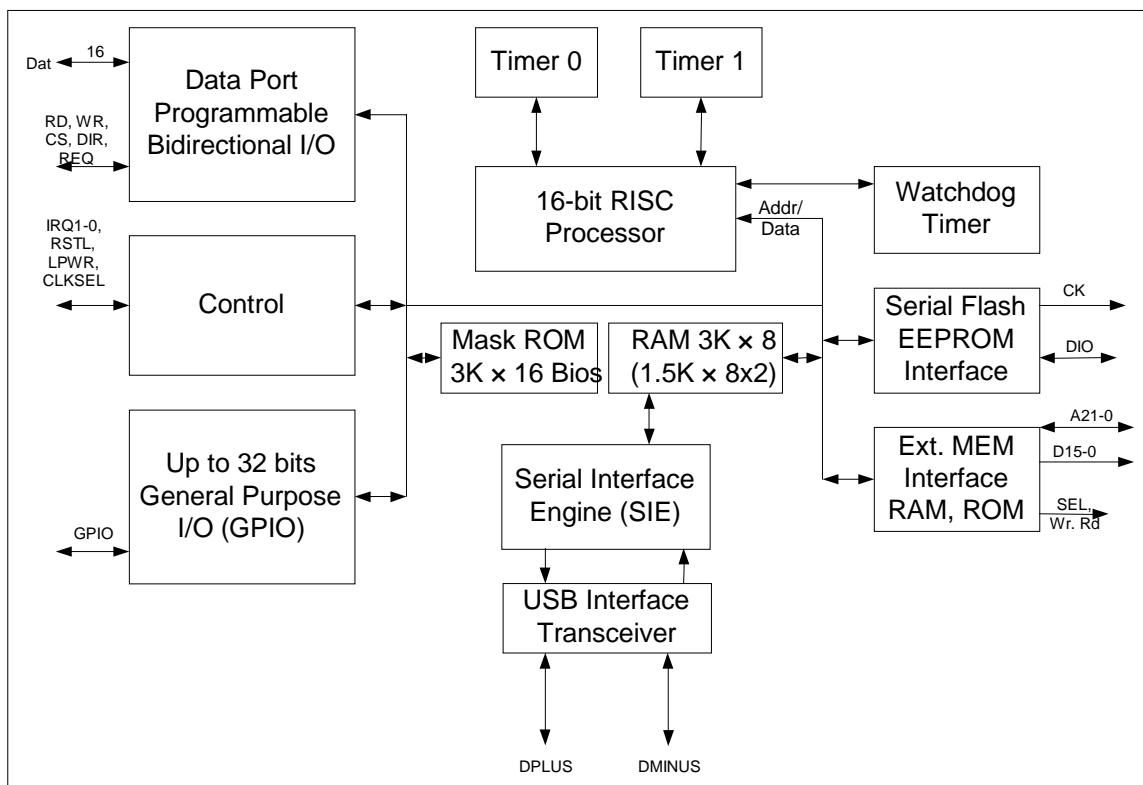 Dat
16
RD, WR,
CS, DIR,
REQ
Data Port
Programmable
Bidirectional I/O
Timer 0
Timer 1
16-bit RISC
Processor
Addr/
Data
Watchdog
Timer
IRQ1-0,
RSTL,
LPWR,
CLKSEL
Control
Mask ROM
3K × 16 Bios
RAM 3K × 8
(1.5K × 8x2)
Serial Flash
EEPROM
Interface
CK
DIO
Up to 32 bits
General Purpose
I/O (GPIO)
GPIO
Serial Interface
Engine (SIE)
Ext. MEM
Interface
RAM, ROM
A21-0
D15-0
SEL,
Wr. Rd
USB Interface
Transceiver
DPLUS
DMINUS